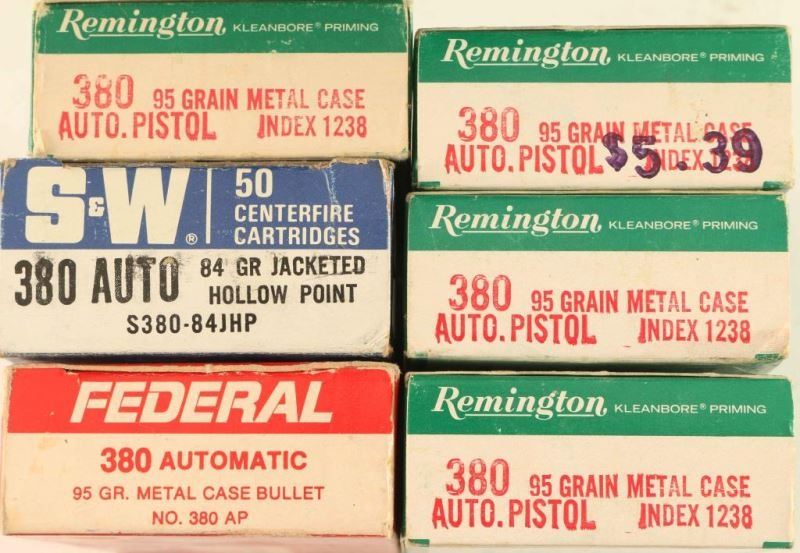 Remington KLEANBORE® PRIMING
380 95 GRAIN METAL CASE
AUTO. PISTOL INDEX 1238
S&W® 50 CENTERFIRE CARTRIDGES
380 AUTO 84 GR JACKETED HOLLOW POINT
S380-84JHP
FEDERAL
380 AUTOMATIC
95 GR. METAL CASE BULLET
NO. 380 AP
Remington KLEANBORE® PRIMING
380 95 GRAIN METAL CASE
AUTO. PISTOL INDEX 1238
$5.39
Remington KLEANBORE® PRIMING
380 95 GRAIN METAL CASE
AUTO. PISTOL INDEX 1238
Remington KLEANBORE® PRIMING
380 95 GRAIN METAL CASE
AUTO. PISTOL INDEX 1238